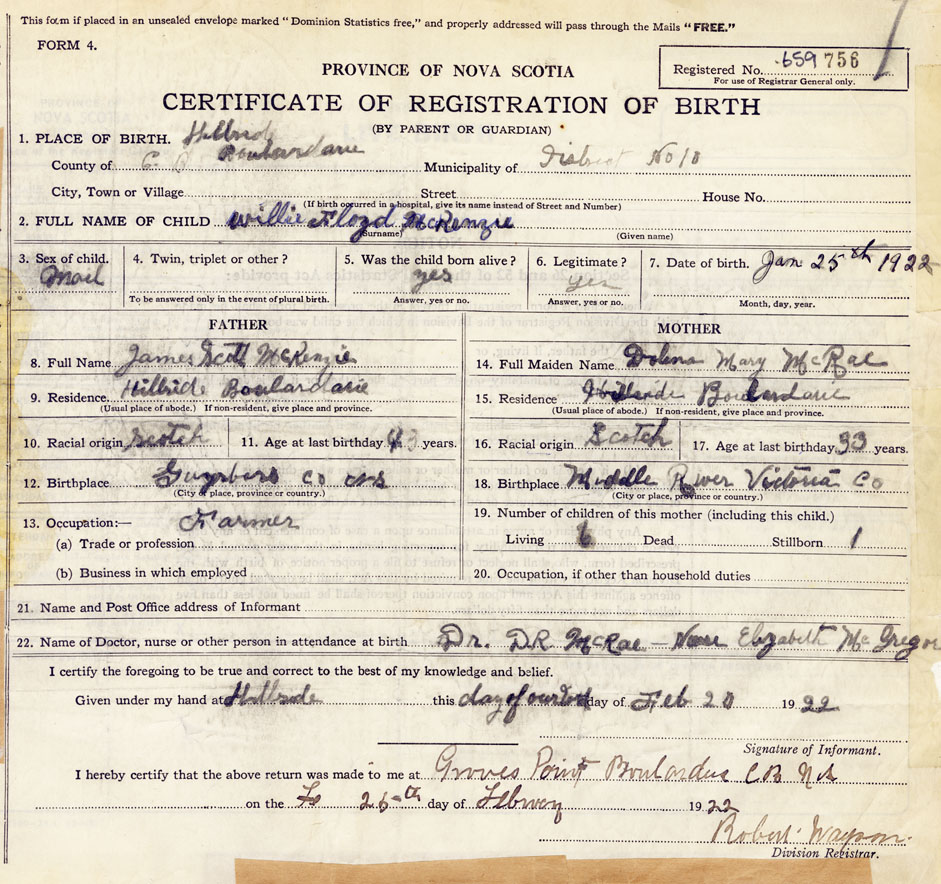 This form if placed in an unsealed envelope marked "Dominion Statistics free," and properly addressed will pass through the Mails "FREE."
FORM 4.
Registered No. 659 756
For use of Registrar General only.
PROVINCE OF NOVA SCOTIA
CERTIFICATE OF REGISTRATION OF BIRTH
(BY PARENT OR GUARDIAN)
1. PLACE OF BIRTH. Hillside
County of C. B. Boulardarie Municipality of District No 10
City, Town or Village Street House No.
(If birth occurred in a hospital, give its name instead of Street and Number)
2. FULL NAME OF CHILD Willie Floyd McKenzie
(Surname) (Given name)
3. Sex of child. Mail
4. Twin, triplet or other?
To be answered only in the event of plural birth.
5. Was the child born alive? yes
Answer, yes or no.
6. Legitimate? yes
Answer, yes or no.
7. Date of birth. Jan 25th 1922
Month, day, year.
FATHER
8. Full Name James Scott McKenzie
9. Residence. Hillside Boulardarie
(Usual place of abode.) If non-resident, give place and province.
10. Racial origin Scotch 11. Age at last birthday 43 years.
12. Birthplace Co NS
(City or place, province or country.)
13. Occupation:— Farmer
(a) Trade or profession
(b) Business in which employed
MOTHER
14. Full Maiden Name Dolena Mary McRae
15. Residence Hillside Boulardarie
(Usual place of abode.) If non-resident, give place and province.
16. Racial origin Scotch 17. Age at last birthday 33 years.
18. Birthplace Middle River Victoria Co
(City or place, province or country.)
19. Number of children of this mother (including this child.)
Living 6 Dead Stillborn 1
20. Occupation, if other than household duties
21. Name and Post Office address of Informant
22. Name of Doctor, nurse or other person in attendance at birth Dr. DR McRae — Elizabeth McGregor
I certify the foregoing to be true and correct to the best of my knowledge and belief.
Given under my hand at Hillside this day of our day of Feb 20 1922
Signature of Informant.
I hereby certify that the above return was made to me at Groves Point Boulardarie C B N S
on the 25th day of 1922
Robert
Division Registrar.